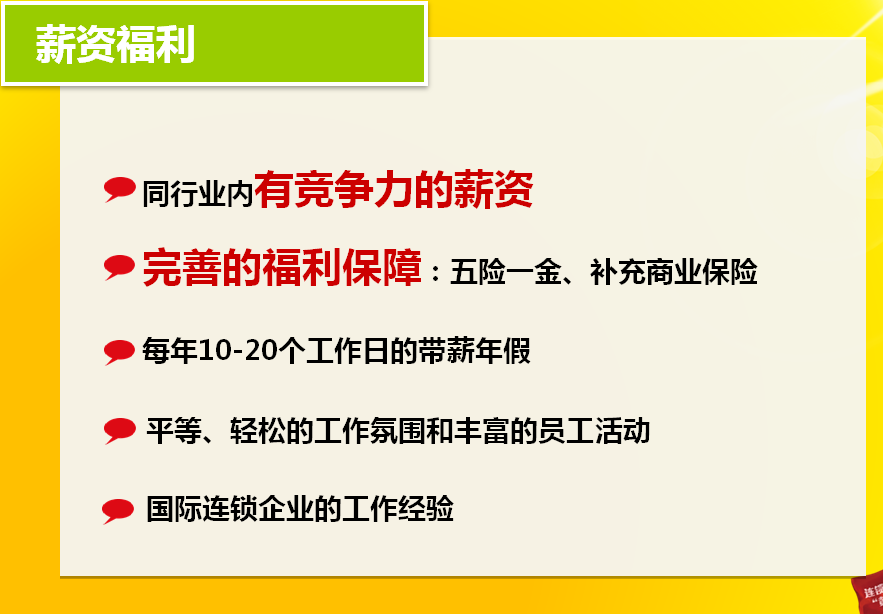 薪资福利
同行业内有竞争力的薪资
完善的福利保障：五险一金、补充商业保险
每年10-20个工作日的带薪年假
平等、轻松的工作氛围和丰富的员工活动
国际连锁企业的工作经验